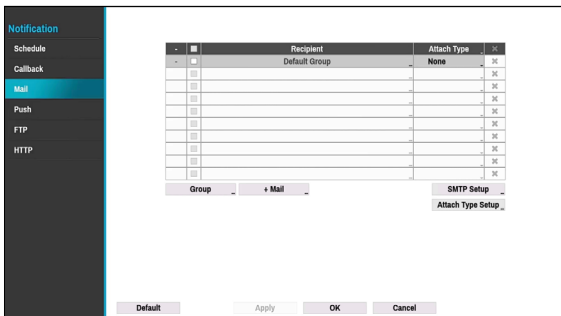 Notification
Schedule
Callback
Mail
Push
FTP
HTTP
- Recipient Attach Type
- Default Group None
Group + Mail SMTP Setup
Attach Type Setup
Default Apply OK Cancel